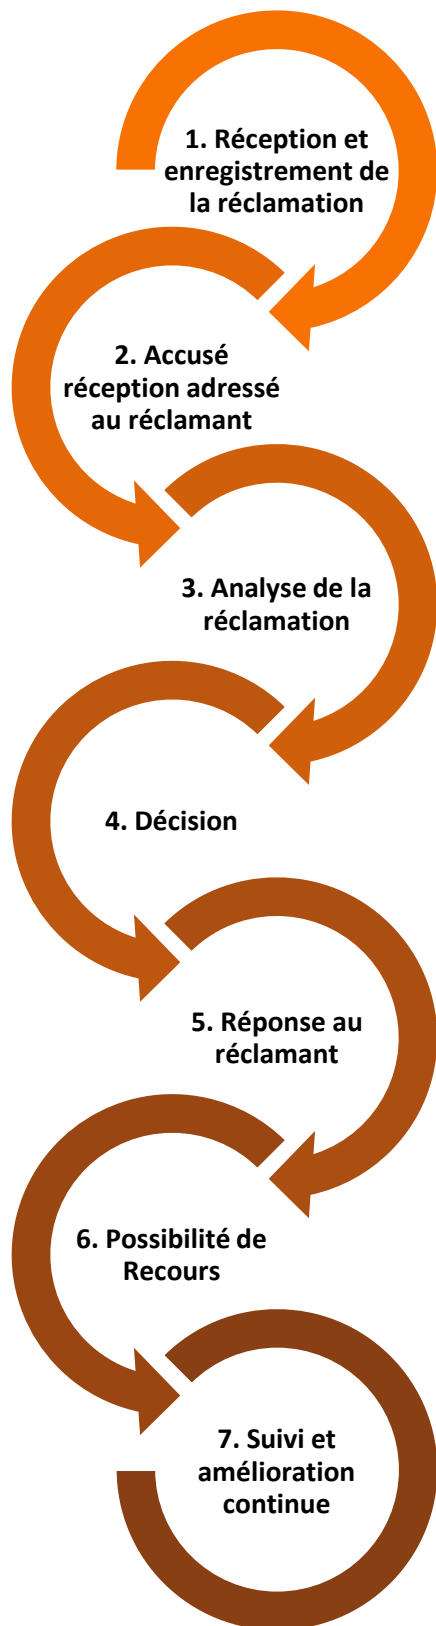 1. Réception et
enregistrement de
la réclamation
2. Accusé
réception adressé
au réclamant
3. Analyse de la
réclamation
4. Décision
5. Réponse au
réclamant
6. Possibilité de
Recours
7. Suivi et
amélioration
continue